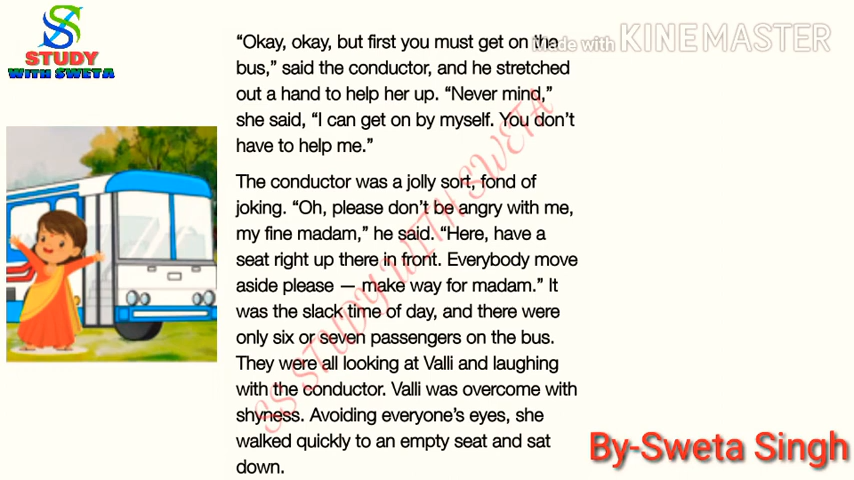 STUDY
WITH SWETA
Made with KINEMASTER
“Okay, okay, but first you must get on the
bus,” said the conductor, and he stretched
out a hand to help her up. “Never mind,”
she said, “I can get on by myself. You don’t
have to help me.”
The conductor was a jolly sort, fond of
joking. “Oh, please don’t be angry with me,
my fine madam,” he said. “Here, have a
seat right up there in front. Everybody move
aside please — make way for madam.” It
was the slack time of day, and there were
only six or seven passengers on the bus.
They were all looking at Valli and laughing
with the conductor. Valli was overcome with
shyness. Avoiding everyone’s eyes, she
walked quickly to an empty seat and sat
down.
SS STUDY WITH SWETA
By-Sweta Singh